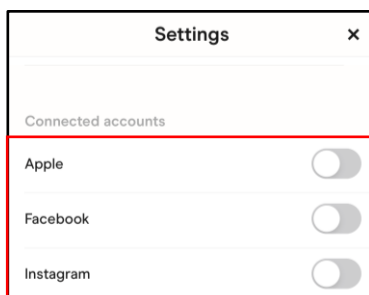 Settings
Connected accounts
Apple
Facebook
Instagram